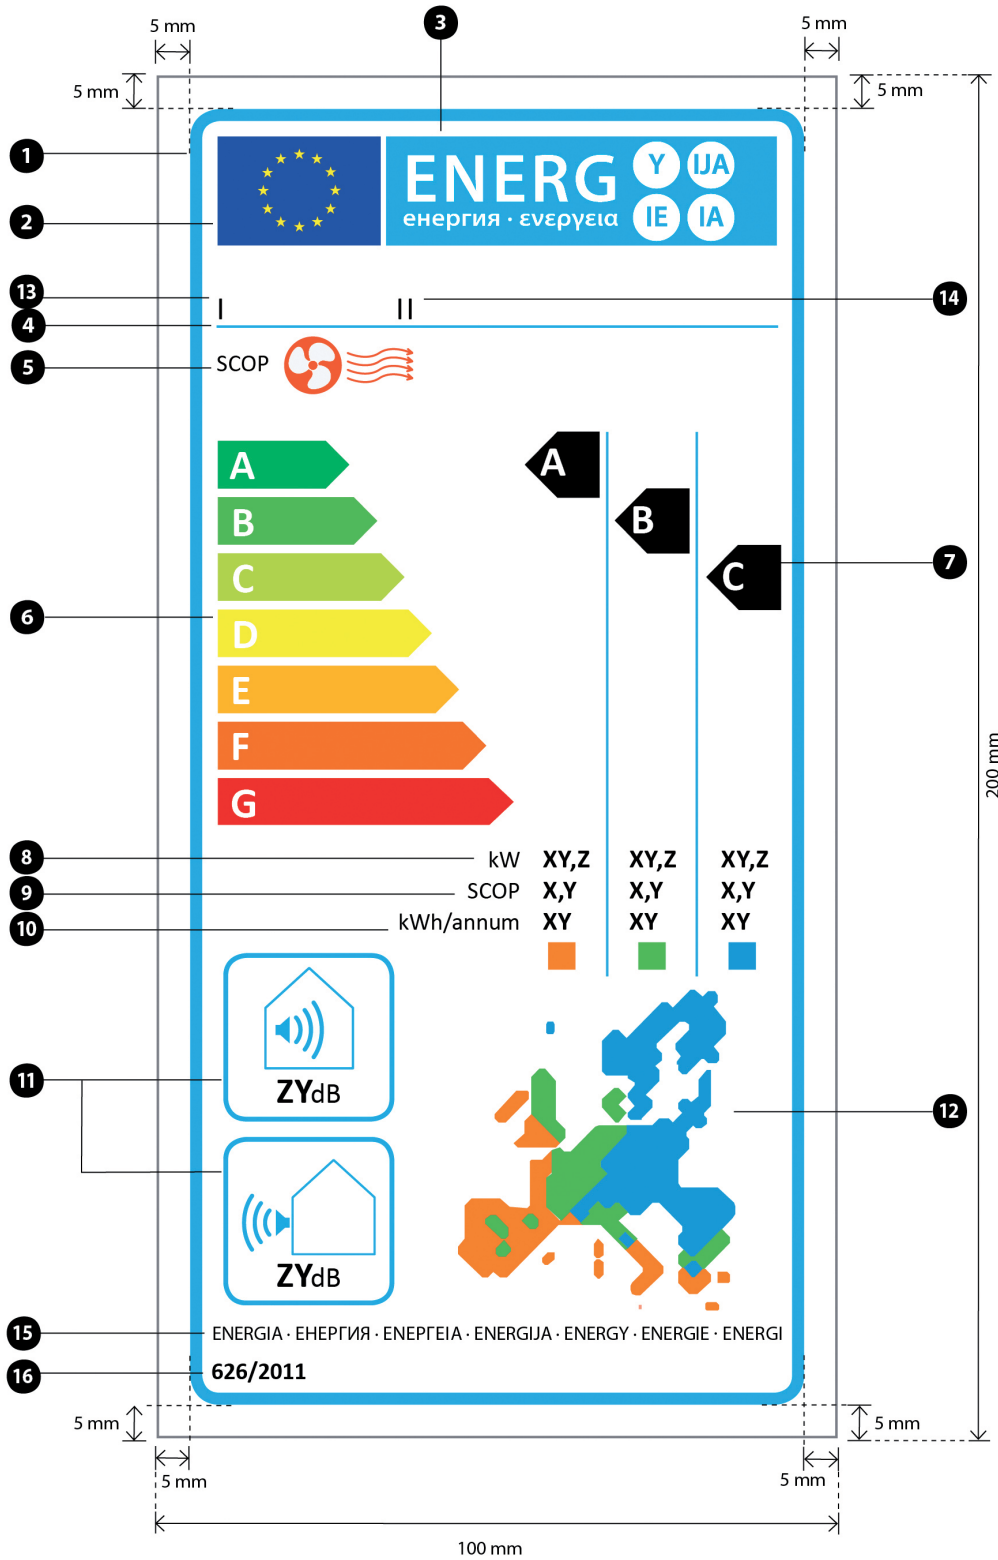 5 mm
3
5 mm
5 mm
5 mm
1
ENERG Y IJA
2
енергия · ενεργεια IE IA
13
I II
14
4
5
SCOP
A A
B B
C C
7
6
D
E
F
G
200 mm
8
kW XY,Z XY,Z XY,Z
9
SCOP X,Y X,Y X,Y
10
kWh/annum XY XY XY
11
ZYdB
12
ZYdB
15
ENERGIA · ЕНЕРГИЯ · ΕΝΕΡΓΕΙΑ · ENERGIJA · ENERGY · ENERGIE · ENERGI
16
626/2011
5 mm
5 mm
5 mm
5 mm
100 mm